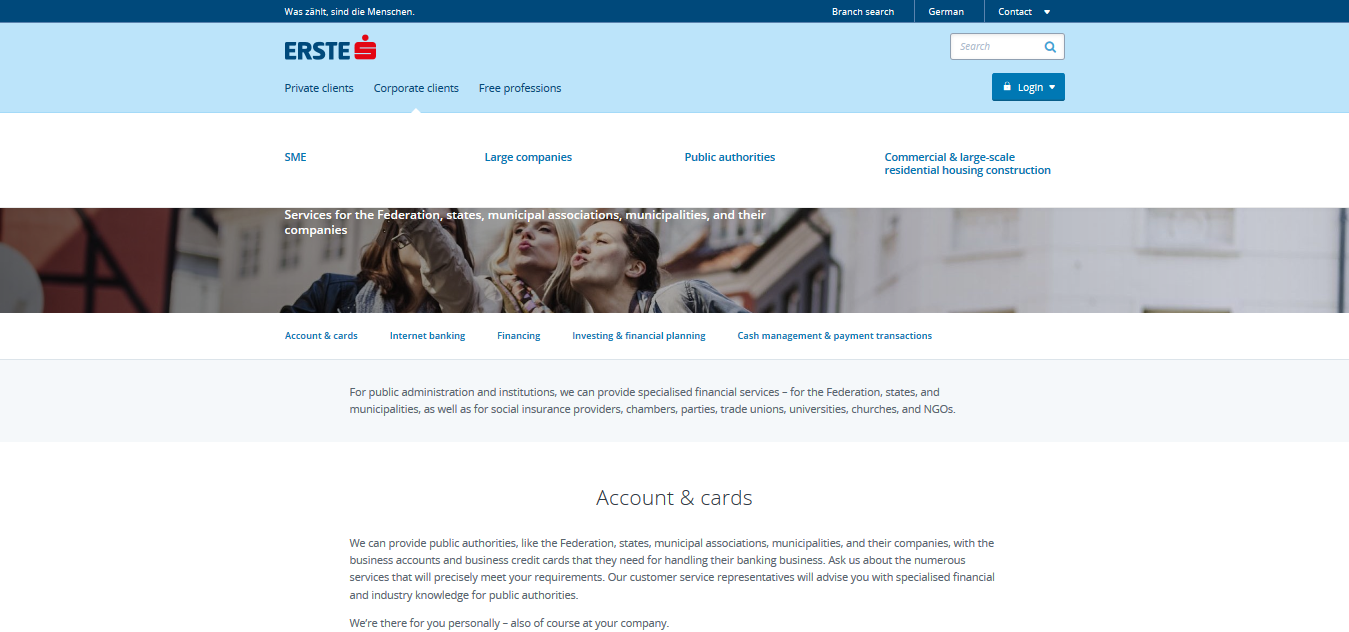 Was zählt, sind die Menschen.
Branch search
German
Contact
ERSTE
Search
Private clients
Corporate clients
Free professions
Login
SME
Large companies
Public authorities
Commercial & large-scale
residential housing construction
Services for the Federation, states, municipal associations, municipalities, and their
companies
Account & cards
Internet banking
Financing
Investing & financial planning
Cash management & payment transactions
For public administration and institutions, we can provide specialised financial services – for the Federation, states, and
municipalities, as well as for social insurance providers, chambers, parties, trade unions, universities, churches, and NGOs.
Account & cards
We can provide public authorities, like the Federation, states, municipal associations, municipalities, and their companies, with the
business accounts and business credit cards that they need for handling their banking business. Ask us about the numerous
services that will precisely meet your requirements. Our customer service representatives will advise you with specialised financial
and industry knowledge for public authorities.
We're there for you personally – also of course at your company.